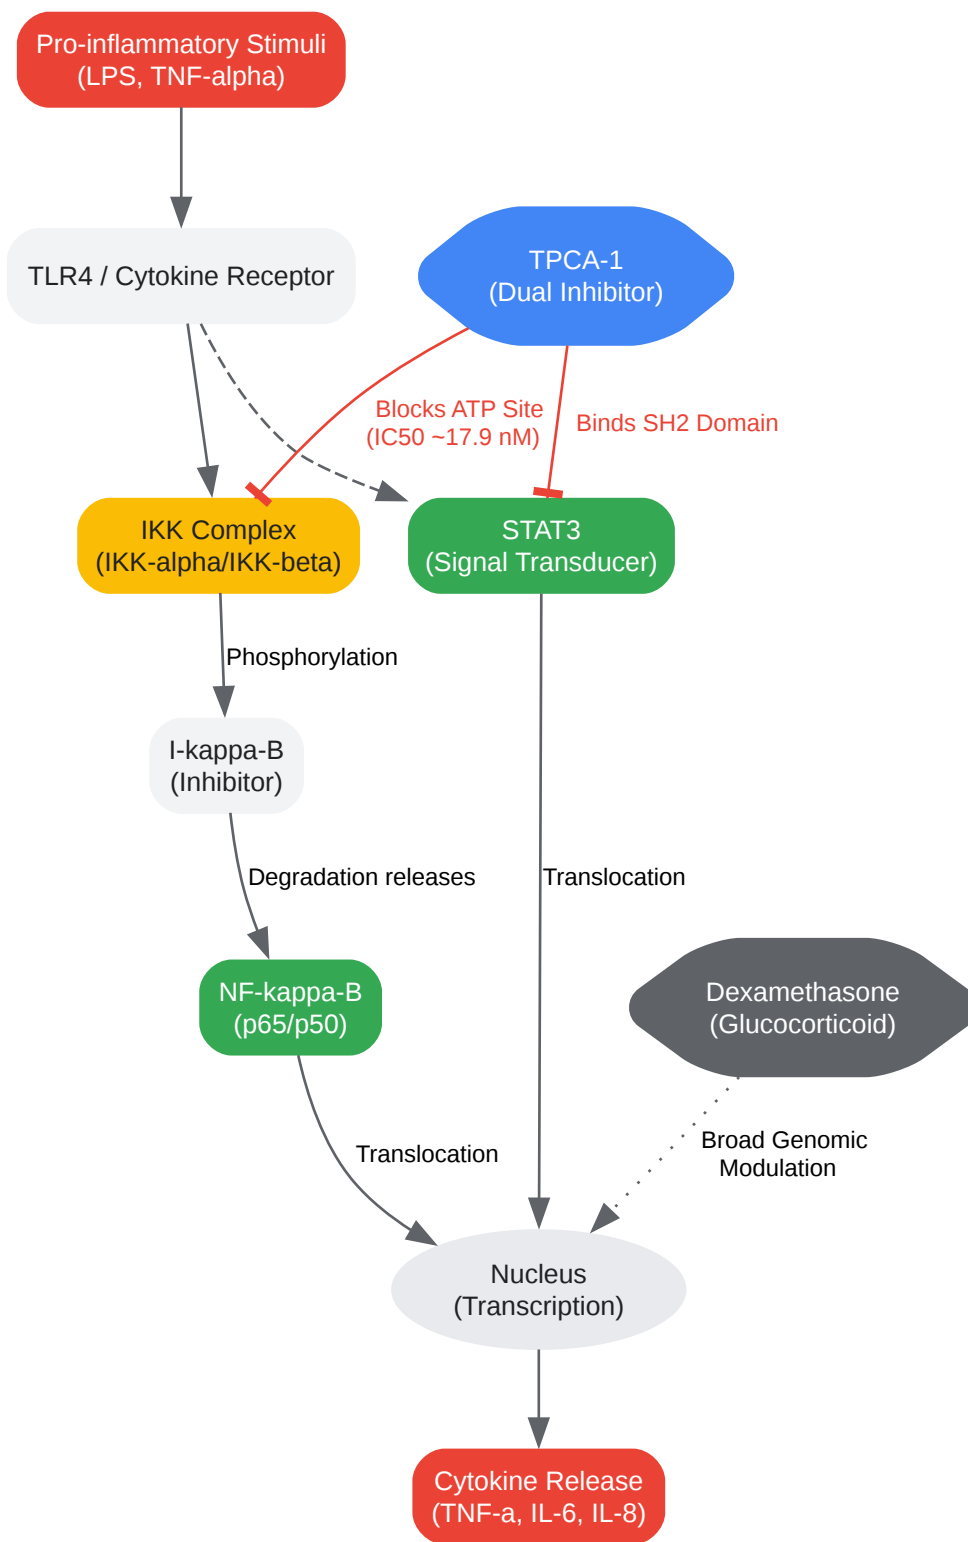 Pro-inflammatory Stimuli
(LPS, TNF-alpha)
TLR4 / Cytokine Receptor
TPCA-1
(Dual Inhibitor)
Blocks ATP Site
(IC50 ~17.9 nM)
Binds SH2 Domain
IKK Complex
(IKK-alpha/IKK-beta)
STAT3
(Signal Transducer)
Phosphorylation
I-kappa-B
(Inhibitor)
Degradation releases
Translocation
NF-kappa-B
(p65/p50)
Dexamethasone
(Glucocorticoid)
Translocation
Broad Genomic
Modulation
Nucleus
(Transcription)
Cytokine Release
(TNF-a, IL-6, IL-8)